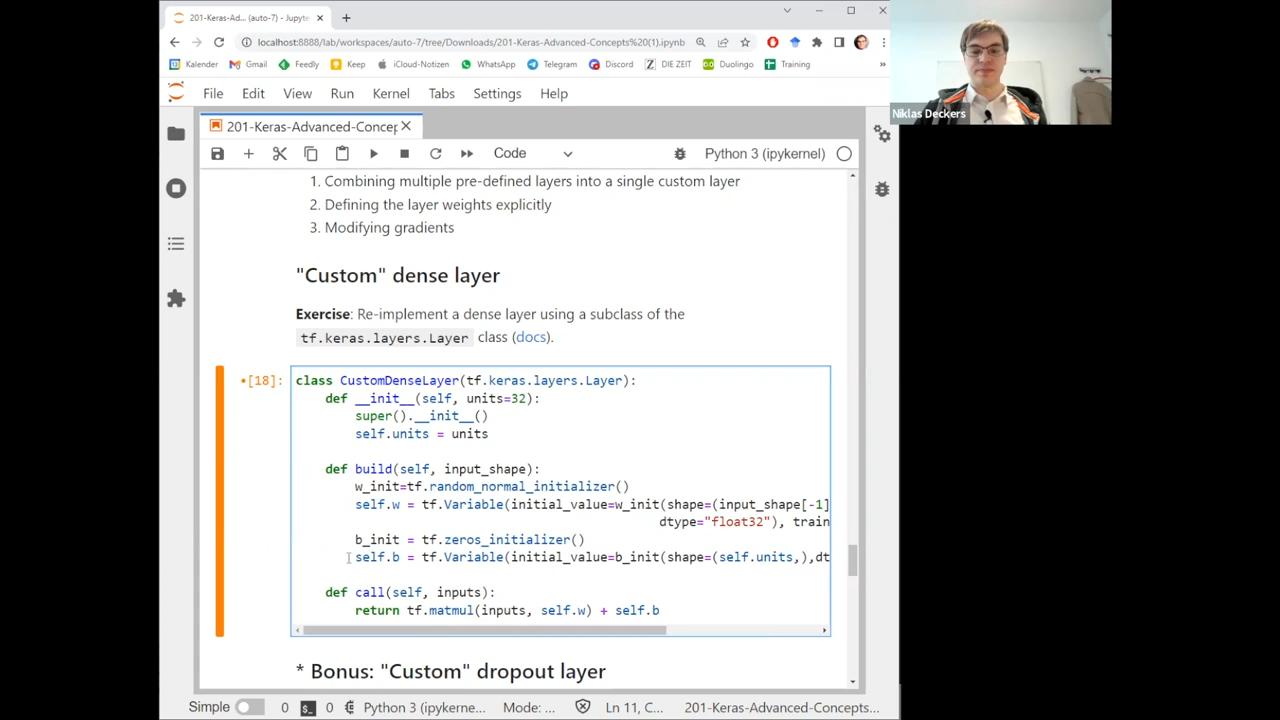 201-Keras-Ad... (auto-7) - Jupyte
localhost:8888/lab/workspaces/auto-7/tree/Downloads/201-Keras-Advanced-Concepts%20(1).ipynb
Kalender Gmail Feedly Keep iCloud-Notizen WhatsApp Telegram Discord DIE ZEIT Duolingo Training »
Niklas Deckers
File Edit View Run Kernel Tabs Settings Help
201-Keras-Advanced-Concep
Code Python 3 (ipykernel)
1. Combining multiple pre-defined layers into a single custom layer
2. Defining the layer weights explicitly
3. Modifying gradients
"Custom" dense layer
Exercise: Re-implement a dense layer using a subclass of the
tf.keras.layers.Layer class (docs).
•[18]: class CustomDenseLayer(tf.keras.layers.Layer):
def __init__(self, units=32):
super().__init__()
self.units = units
def build(self, input_shape):
w_init=tf.random_normal_initializer()
self.w = tf.Variable(initial_value=w_init(shape=(input_shape[-1]
dtype="float32"), train
b_init = tf.zeros_initializer()
self.b = tf.Variable(initial_value=b_init(shape=(self.units,),dt
def call(self, inputs):
return tf.matmul(inputs, self.w) + self.b
* Bonus: "Custom" dropout layer
Simple 0 0 Python 3 (ipykerne... Mode: ... Ln 11, C... 201-Keras-Advanced-Concepts...